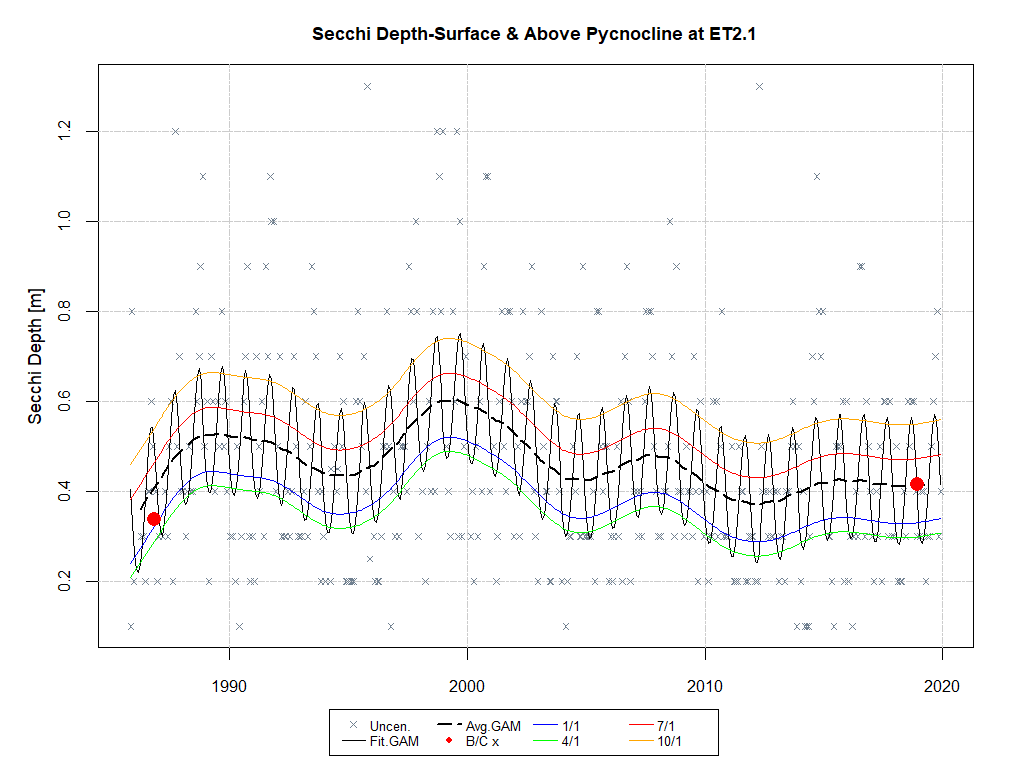 Secchi Depth-Surface & Above Pycnocline at ET2.1
Secchi Depth [m]
1.2
1.0
0.8
0.6
0.4
0.2
1990 2000 2010 2020
Uncen. Avg.GAM 1/1 7/1
Fit.GAM B/C x 4/1 10/1